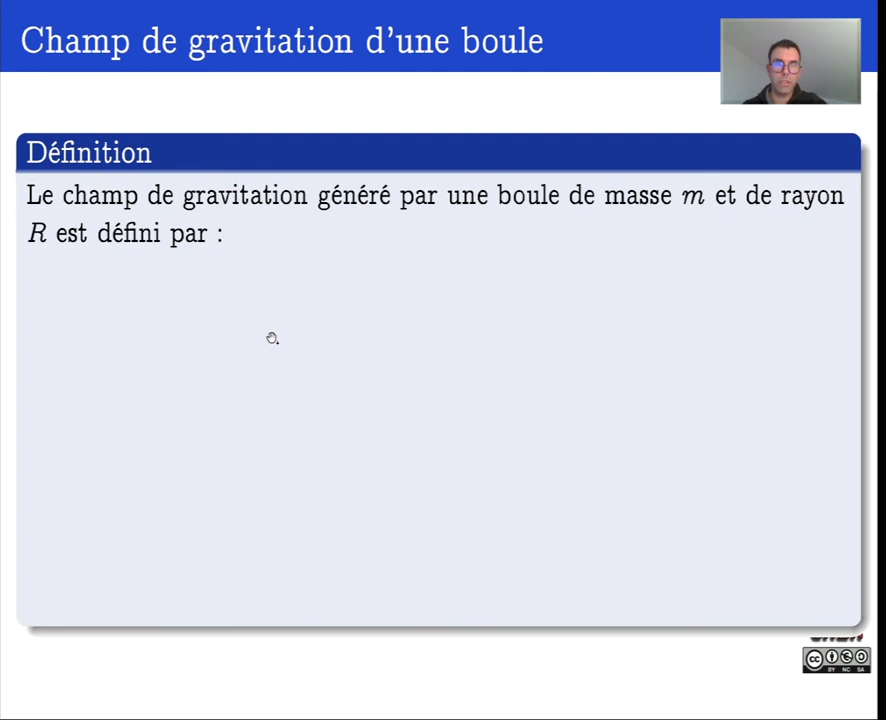 Champ de gravitation d'une boule
Définition
Le champ de gravitation généré par une boule de masse m et de rayon
R est défini par :
cc
BY NC SA